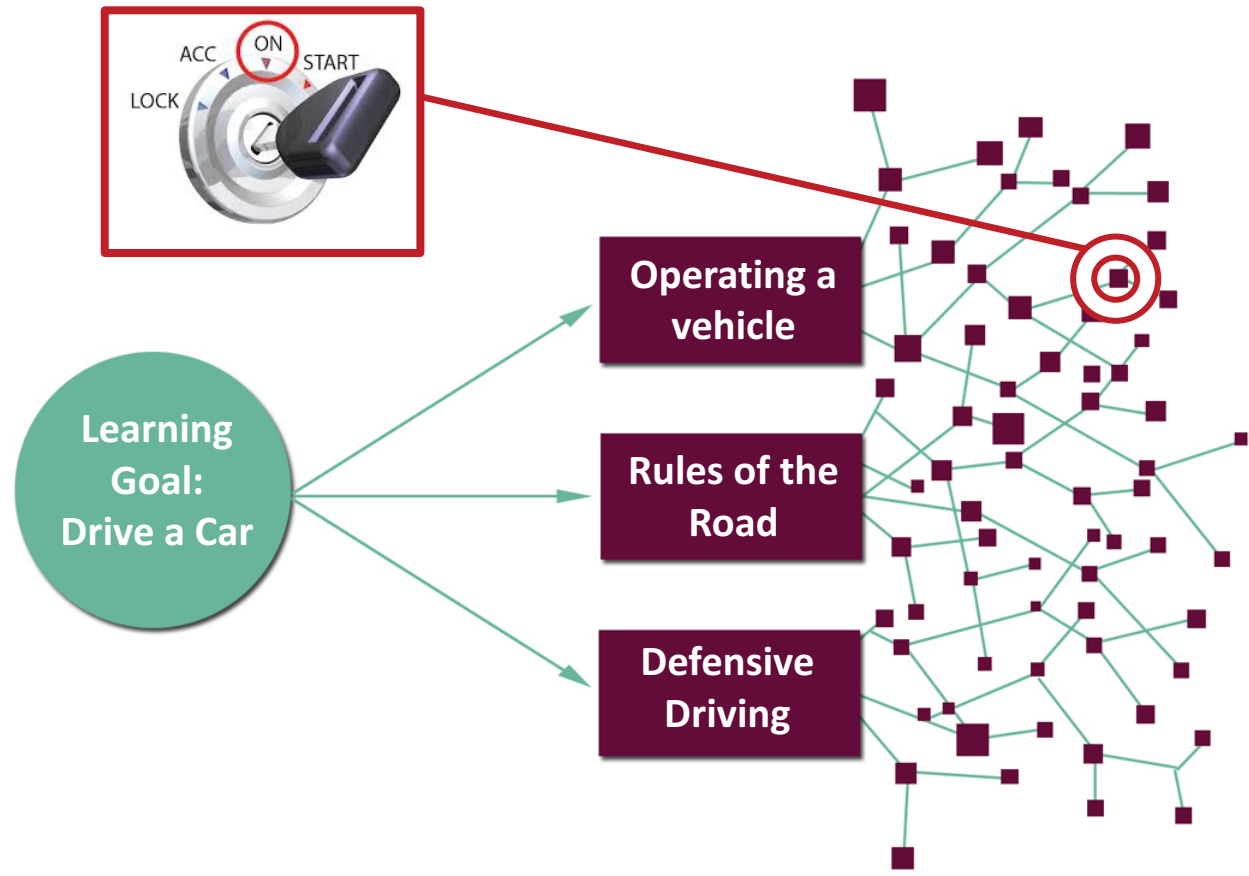 ON
ACC
START
LOCK
Operating a
vehicle
Learning
Goal:
Drive a Car
Rules of the
Road
Defensive
Driving